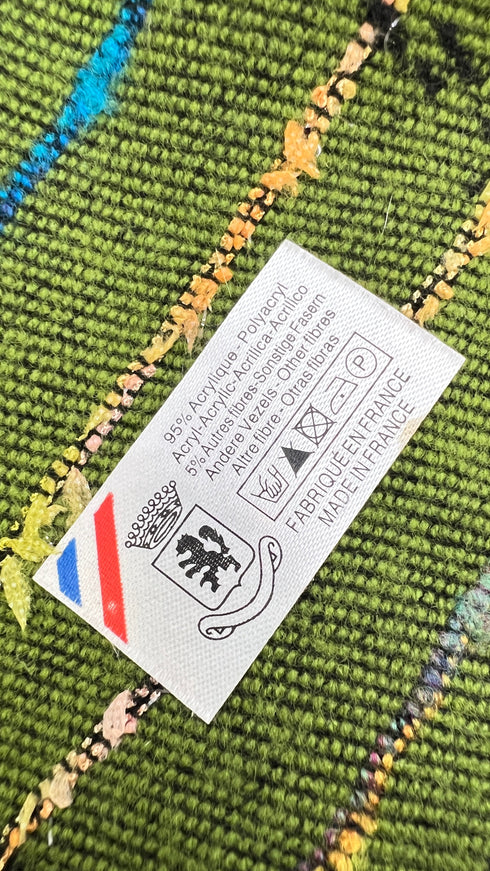 95% Acrylique - Polyacryl
Acryl-Acrylic-Acrilica-Acrilico
5% Autres fibres-Sonstige Fasern
Andere Vezels - Other fibres
Altre fibre - Otras fibras
P
FABRIQUÉ EN FRANCE
MADE IN FRANCE